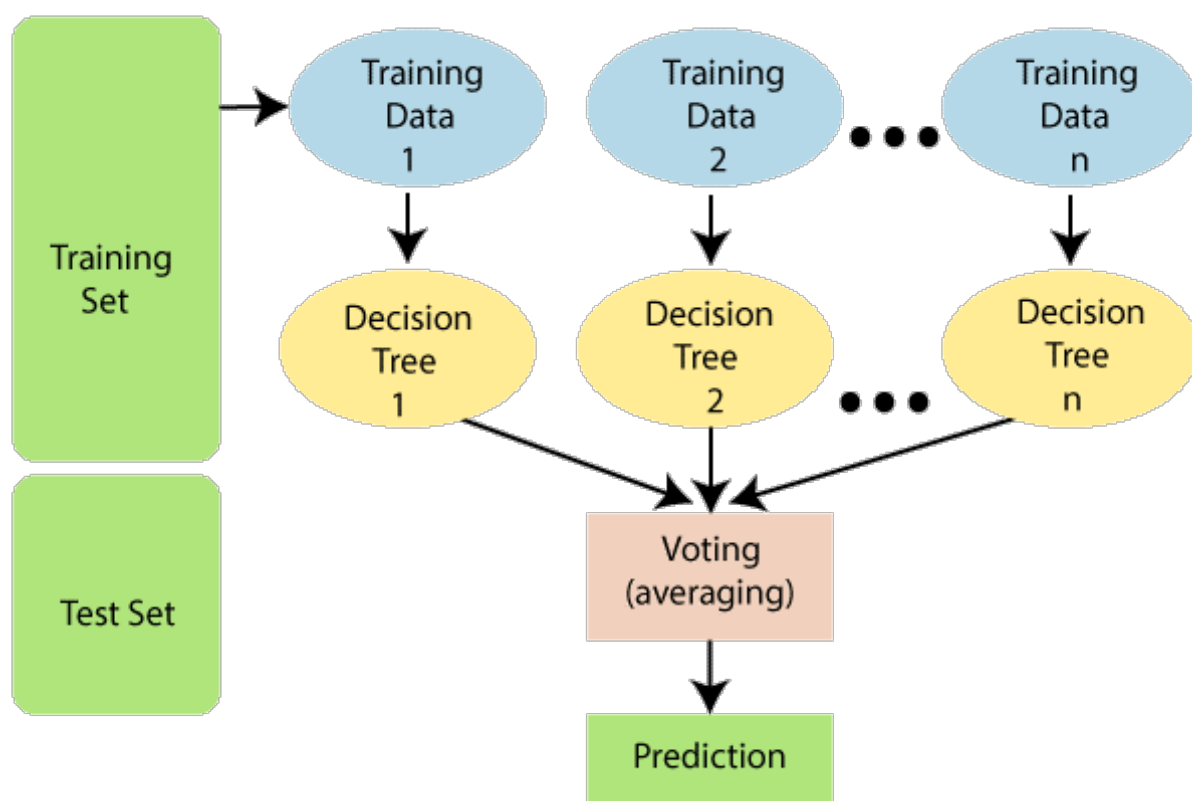 Training
Set
Test Set
Training
Data
1
Training
Data
2
Training
Data
n
Decision
Tree
1
Decision
Tree
2
Decision
Tree
n
Voting
(averaging)
Prediction